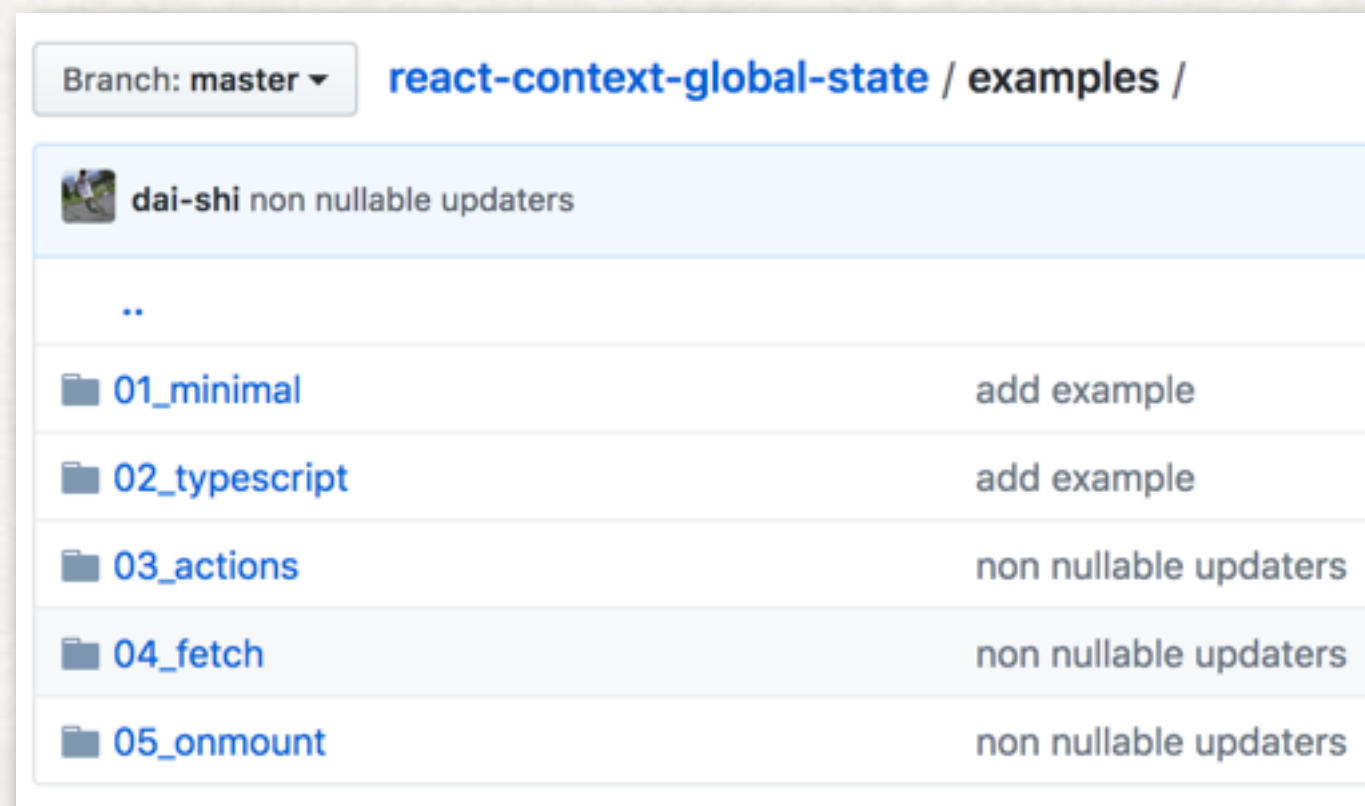 Branch: master react-context-global-state / examples /
dai-shi non nullable updaters
..
01_minimal add example
02_typescript add example
03_actions non nullable updaters
04_fetch non nullable updaters
05_onmount non nullable updaters